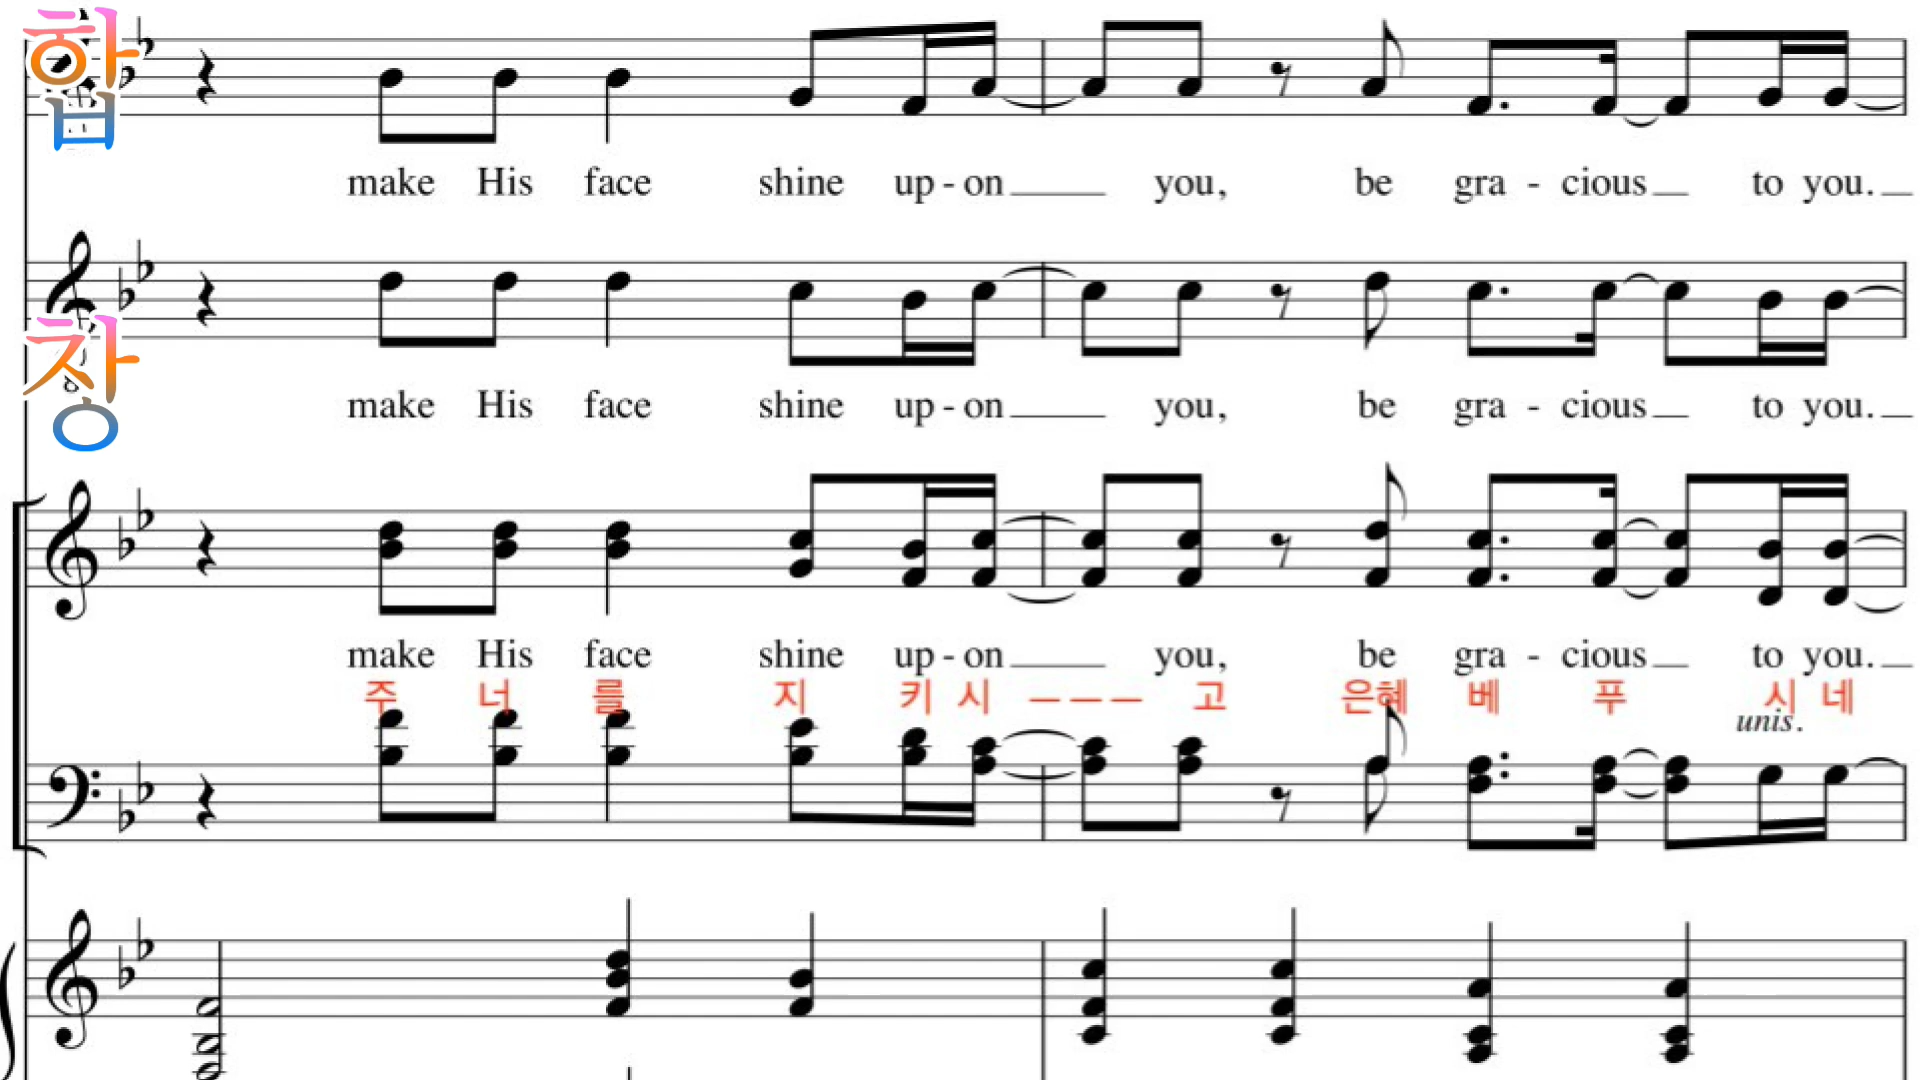 합창
make His face shine up - on you, be gra - cious to you.
make His face shine up - on you, be gra - cious to you.
make His face shine up - on you, be gra - cious to you.
주 너 를 지 키 시 ― ― ― 고 은혜 베 푸 시 네
unis.